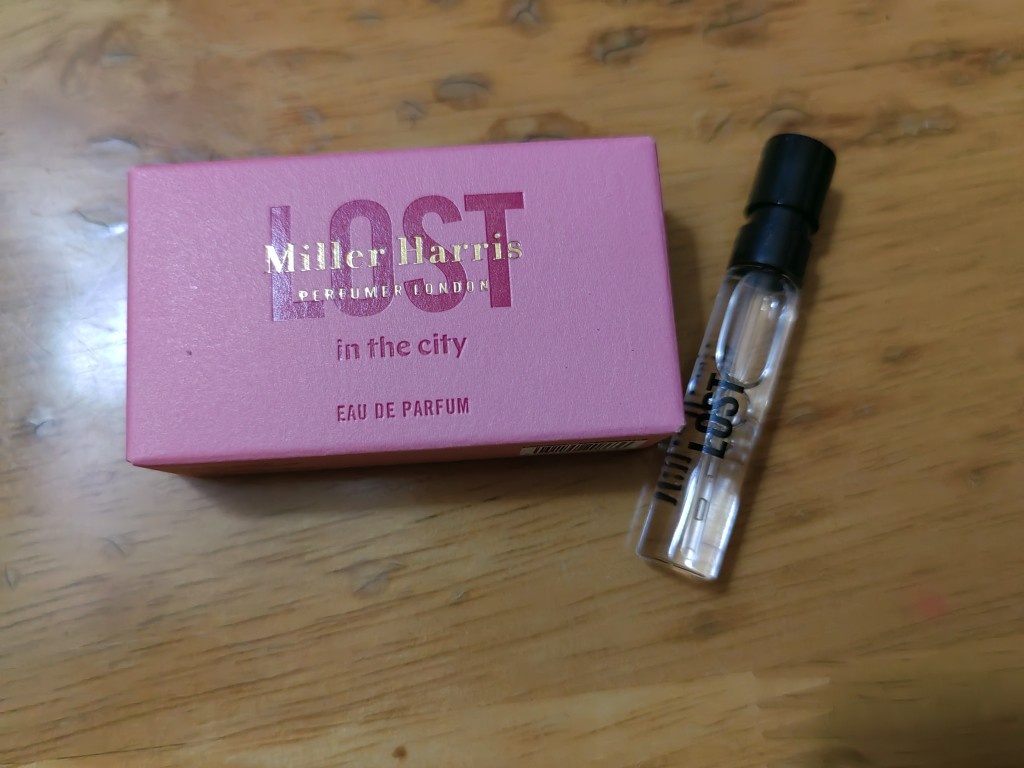 LOST
Miller Harris
PERFUMER LONDON
in the city
EAU DE PARFUM
LOST